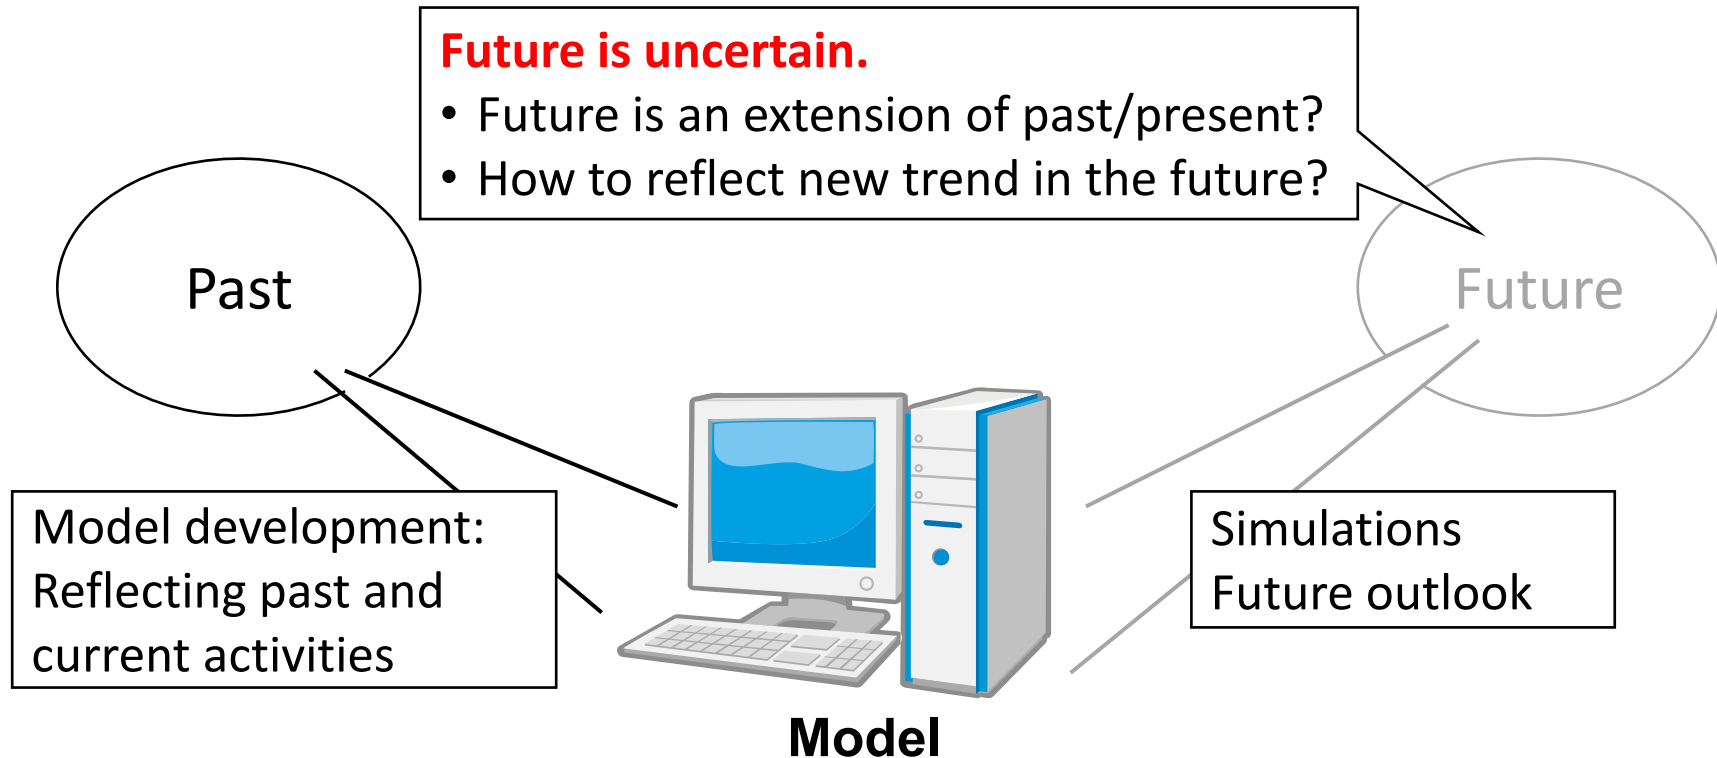 Future is uncertain.
• Future is an extension of past/present?
• How to reflect new trend in the future?
Past
Future
Model development:
Reflecting past and
current activities
Simulations
Future outlook
Model